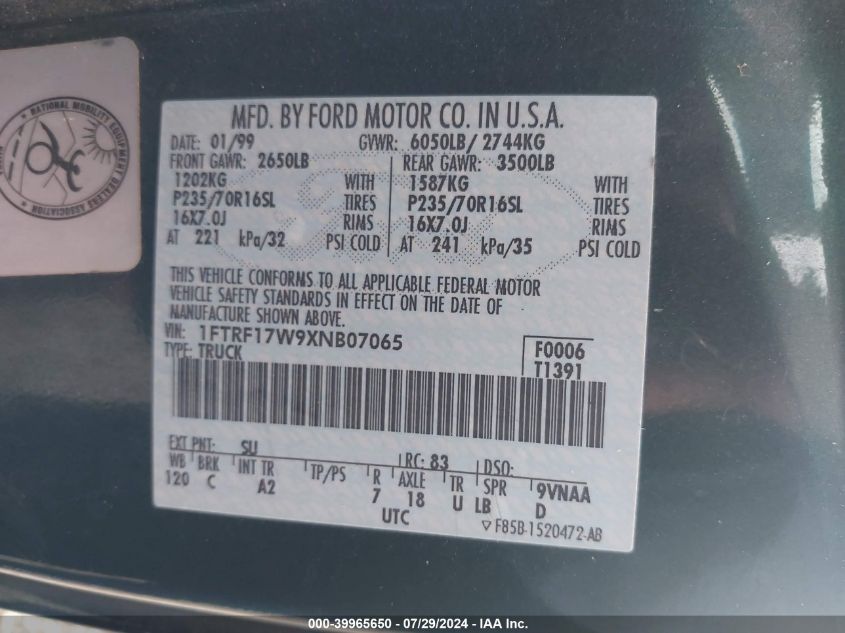 NATIONAL MOBILITY EQUIPMENT DEALERS ASSOCIATION
MFD. BY FORD MOTOR CO. IN U.S.A.
DATE: 01/99 GVWR: 6050LB/ 2744KG
FRONT GAWR: 2650LB REAR GAWR: 3500LB
1202KG WITH 1587KG WITH
P235/70R16SL TIRES P235/70R16SL TIRES
16X7.0J RIMS 16X7.0J RIMS
AT 221 kPa/32 PSI COLD AT 241 kPa/35 PSI COLD
THIS VEHICLE CONFORMS TO ALL APPLICABLE FEDERAL MOTOR
VEHICLE SAFETY STANDARDS IN EFFECT ON THE DATE OF
MANUFACTURE SHOWN ABOVE.
VIN: 1FTRF17W9XNB07065
TYPE: TRUCK
F0006
T1391
EXT PNT: SU RC: 83 DSO:
WB BRK INT TR TP/PS R AXLE TR SPR 9VNAA
120 C A2 7 18 U LB D
UTC
F85B-1520472-AB
000-39965650 / 07/29/2024 - IAA Inc.